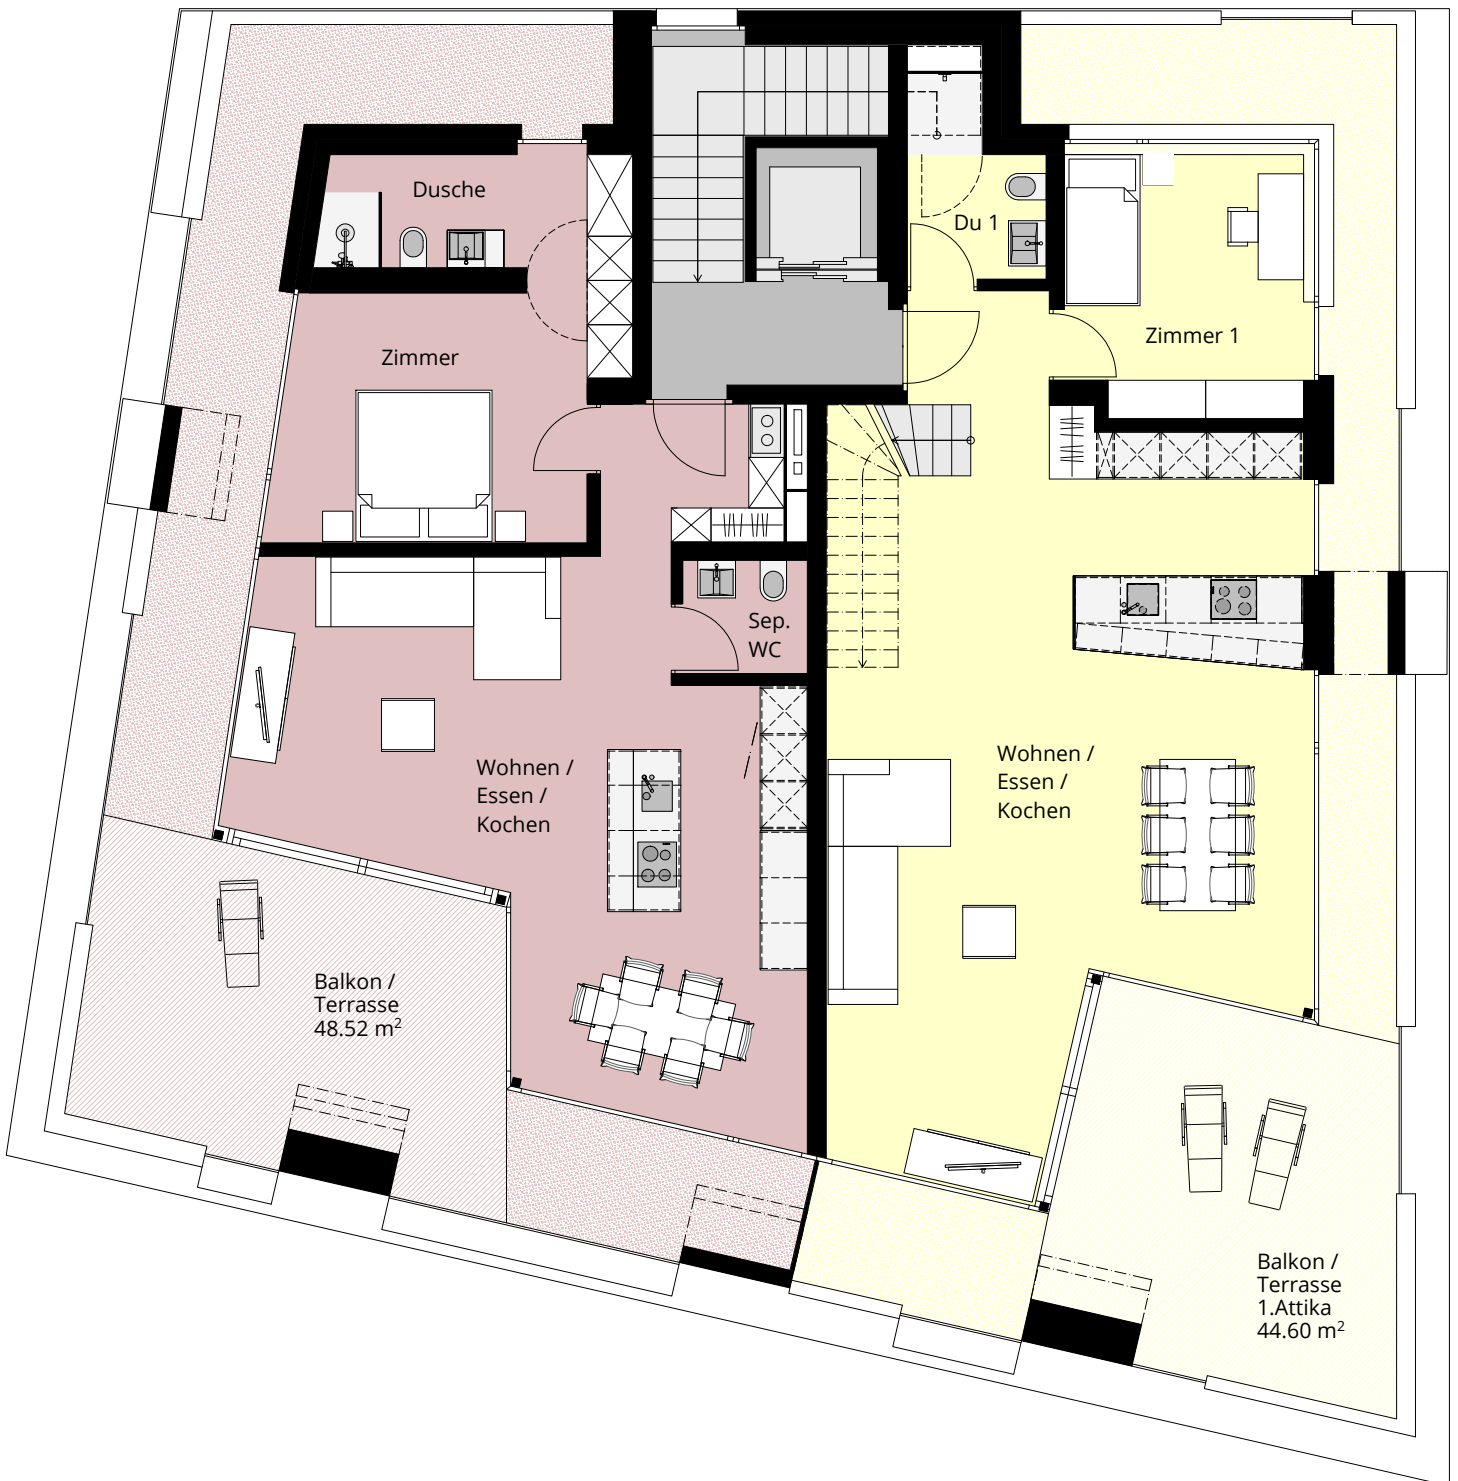 Dusche
Du 1
Zimmer
Zimmer 1
Sep.
WC
Wohnen /
Essen /
Kochen
Wohnen /
Essen /
Kochen
Balkon /
Terrasse
48.52 m²
Balkon /
Terrasse
1.Attika
44.60 m²